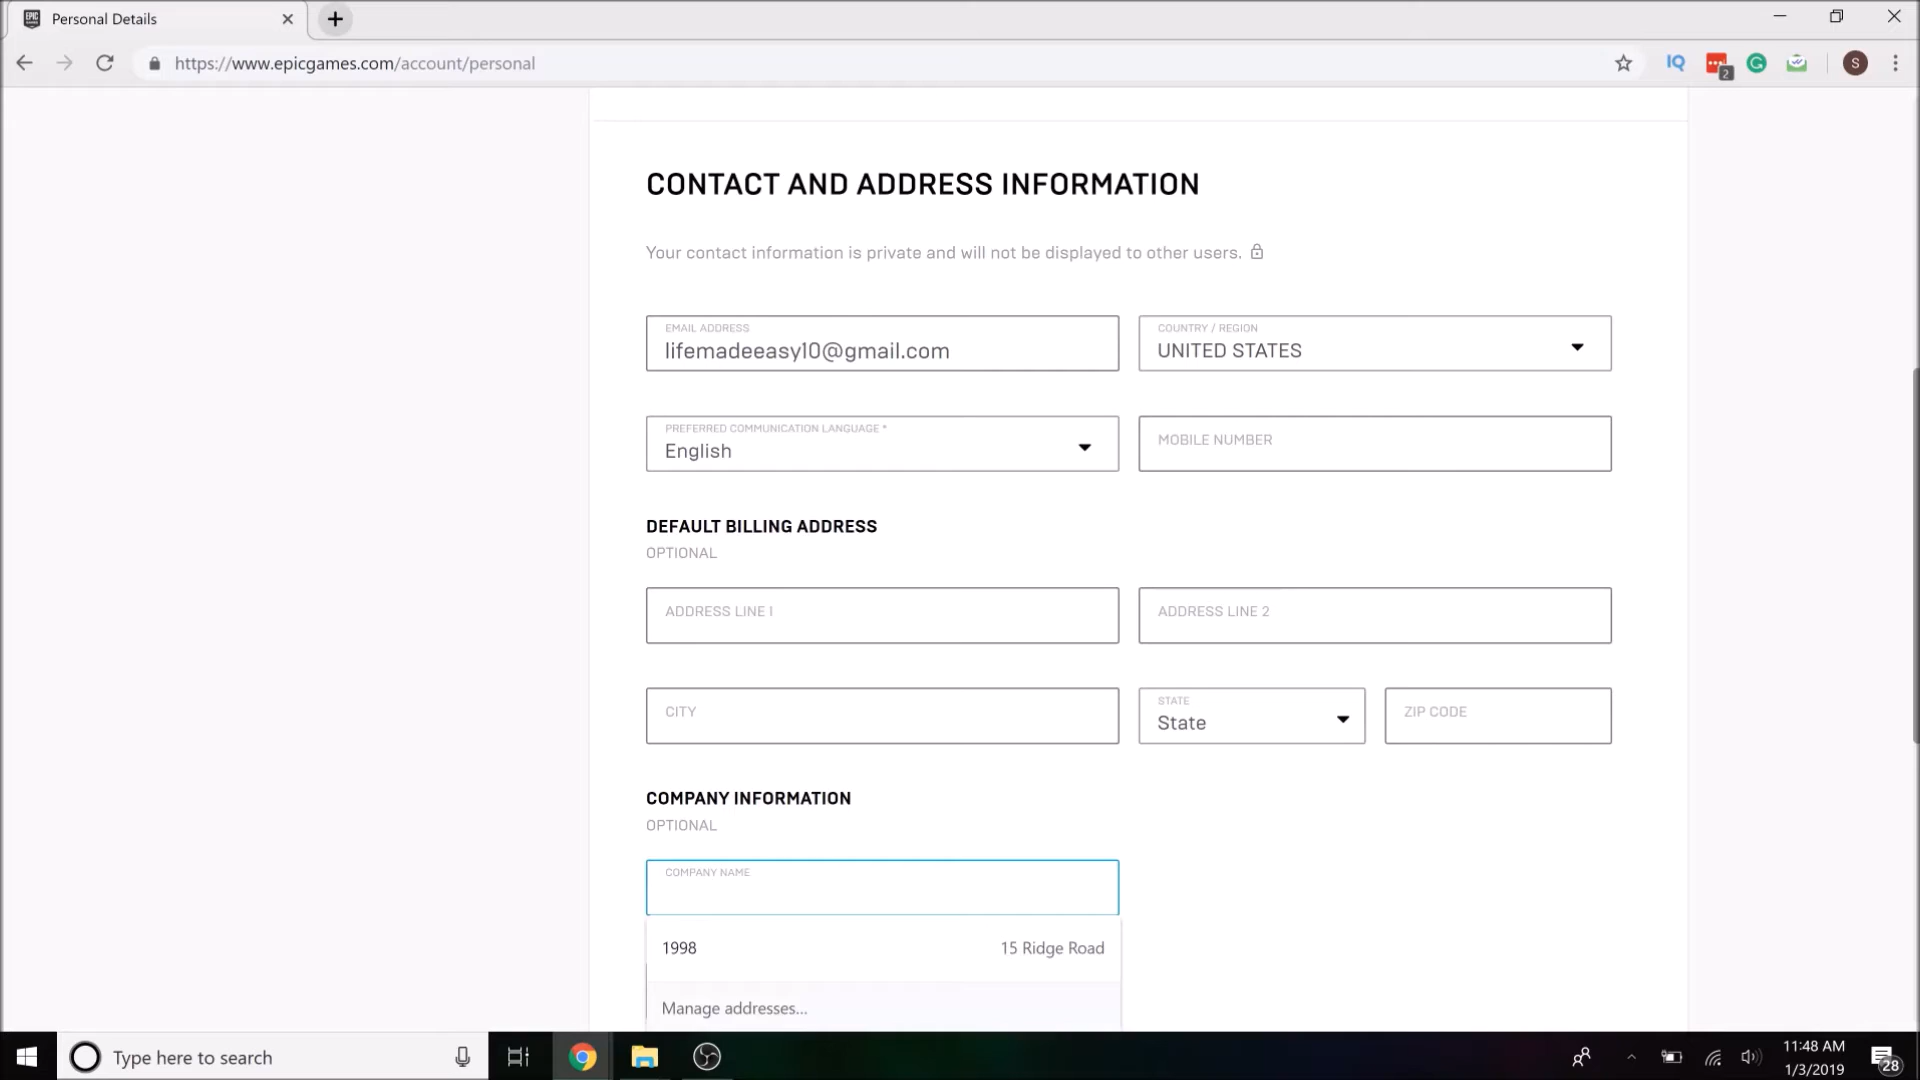 Personal Details
https://www.epicgames.com/account/personal
IQ
2
S
CONTACT AND ADDRESS INFORMATION
Your contact information is private and will not be displayed to other users.
EMAIL ADDRESS
lifemadeeasy10@gmail.com
COUNTRY / REGION
UNITED STATES
PREFERRED COMMUNICATION LANGUAGE *
English
MOBILE NUMBER
DEFAULT BILLING ADDRESS
OPTIONAL
ADDRESS LINE 1
ADDRESS LINE 2
CITY
STATE
State
ZIP CODE
COMPANY INFORMATION
OPTIONAL
COMPANY NAME
1998
15 Ridge Road
Manage addresses...
Type here to search
11:48 AM
1/3/2019
28